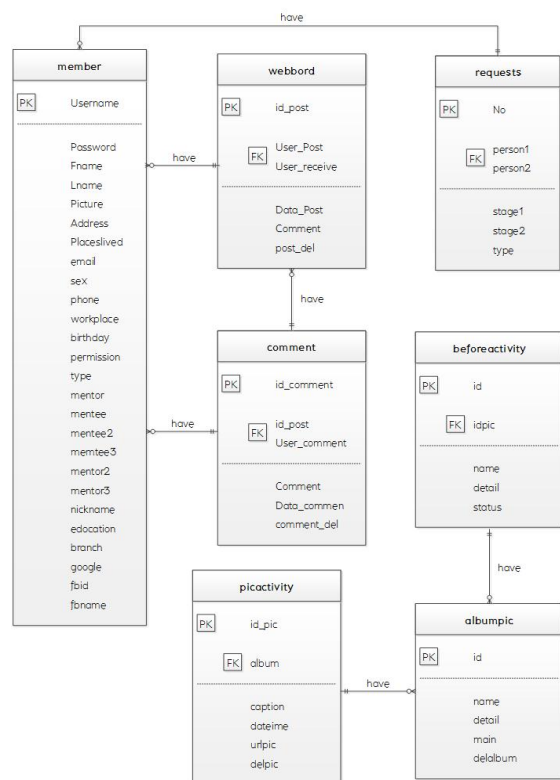 have
member
PK Username
Password
Fname
Lname
Picture
Address
Placeslived
email
sex
phone
workplace
birthday
permission
type
mentor
mentee
mentee2
memtee3
mentor2
mentor3
nickname
edocation
branch
google
fbid
fbname
have
webbord
PK id_post
User_Post
FK
User_receive
Data_Post
Comment
post_del
requests
PK No
person1
FK
person2
stage1
stage2
type
have
have
comment
PK id_comment
id_post
FK
User_comment
Comment
Data_commen
comment_del
beforeactivity
PK id
FK idpic
name
detail
status
have
picactivity
PK id_pic
FK album
caption
dateime
urlpic
delpic
have
albumpic
PK id
name
detail
main
delalbum